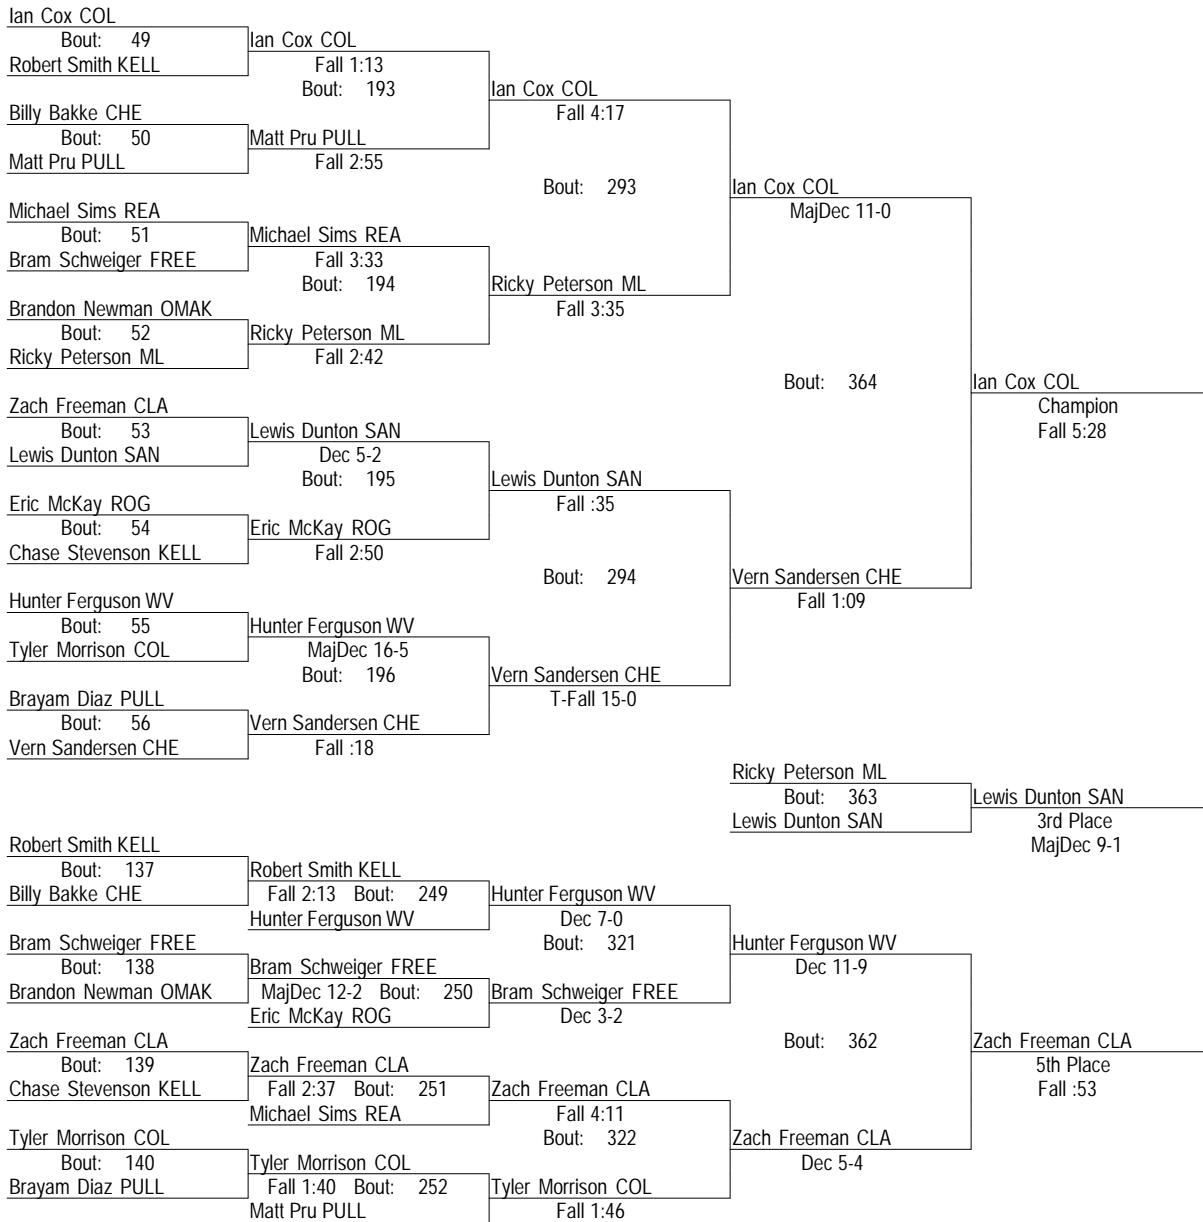 Ian Cox COL
Bout: 49 Ian Cox COL
Robert Smith KELL Fall 1:13
Bout: 193 Ian Cox COL
Billy Bakke CHE Fall 4:17
Bout: 50 Matt Pru PULL
Matt Pru PULL Fall 2:55
Bout: 293 Ian Cox COL
Michael Sims REA MajDec 11-0
Bout: 51 Michael Sims REA
Bram Schweiger FREE Fall 3:33
Bout: 194 Ricky Peterson ML
Brandon Newman OMAK Fall 3:35
Bout: 52 Ricky Peterson ML
Ricky Peterson ML Fall 2:42
Bout: 364 Ian Cox COL
Zach Freeman CLA Champion
Bout: 53 Lewis Dunton SAN Fall 5:28
Lewis Dunton SAN Dec 5-2
Bout: 195 Lewis Dunton SAN
Eric McKay ROG Fall :35
Bout: 54 Eric McKay ROG
Chase Stevenson KELL Fall 2:50
Bout: 294 Vern Sandersen CHE
Hunter Ferguson WV Fall 1:09
Bout: 55 Hunter Ferguson WV
Tyler Morrison COL MajDec 16-5
Bout: 196 Vern Sandersen CHE
Brayam Diaz PULL T-Fall 15-0
Bout: 56 Vern Sandersen CHE
Vern Sandersen CHE Fall :18
Ricky Peterson ML
Bout: 363 Lewis Dunton SAN
Lewis Dunton SAN 3rd Place
Robert Smith KELL MajDec 9-1
Bout: 137 Robert Smith KELL
Billy Bakke CHE Fall 2:13 Bout: 249 Hunter Ferguson WV
Hunter Ferguson WV Dec 7-0
Bram Schweiger FREE Bout: 321 Hunter Ferguson WV
Bout: 138 Bram Schweiger FREE Dec 11-9
Brandon Newman OMAK MajDec 12-2 Bout: 250 Bram Schweiger FREE
Eric McKay ROG Dec 3-2
Zach Freeman CLA Bout: 362 Zach Freeman CLA
Bout: 139 Zach Freeman CLA 5th Place
Chase Stevenson KELL Fall 2:37 Bout: 251 Zach Freeman CLA Fall :53
Michael Sims REA Fall 4:11
Tyler Morrison COL Bout: 322 Zach Freeman CLA
Bout: 140 Tyler Morrison COL Dec 5-4
Brayam Diaz PULL Fall 1:40 Bout: 252 Tyler Morrison COL
Matt Pru PULL Fall 1:46